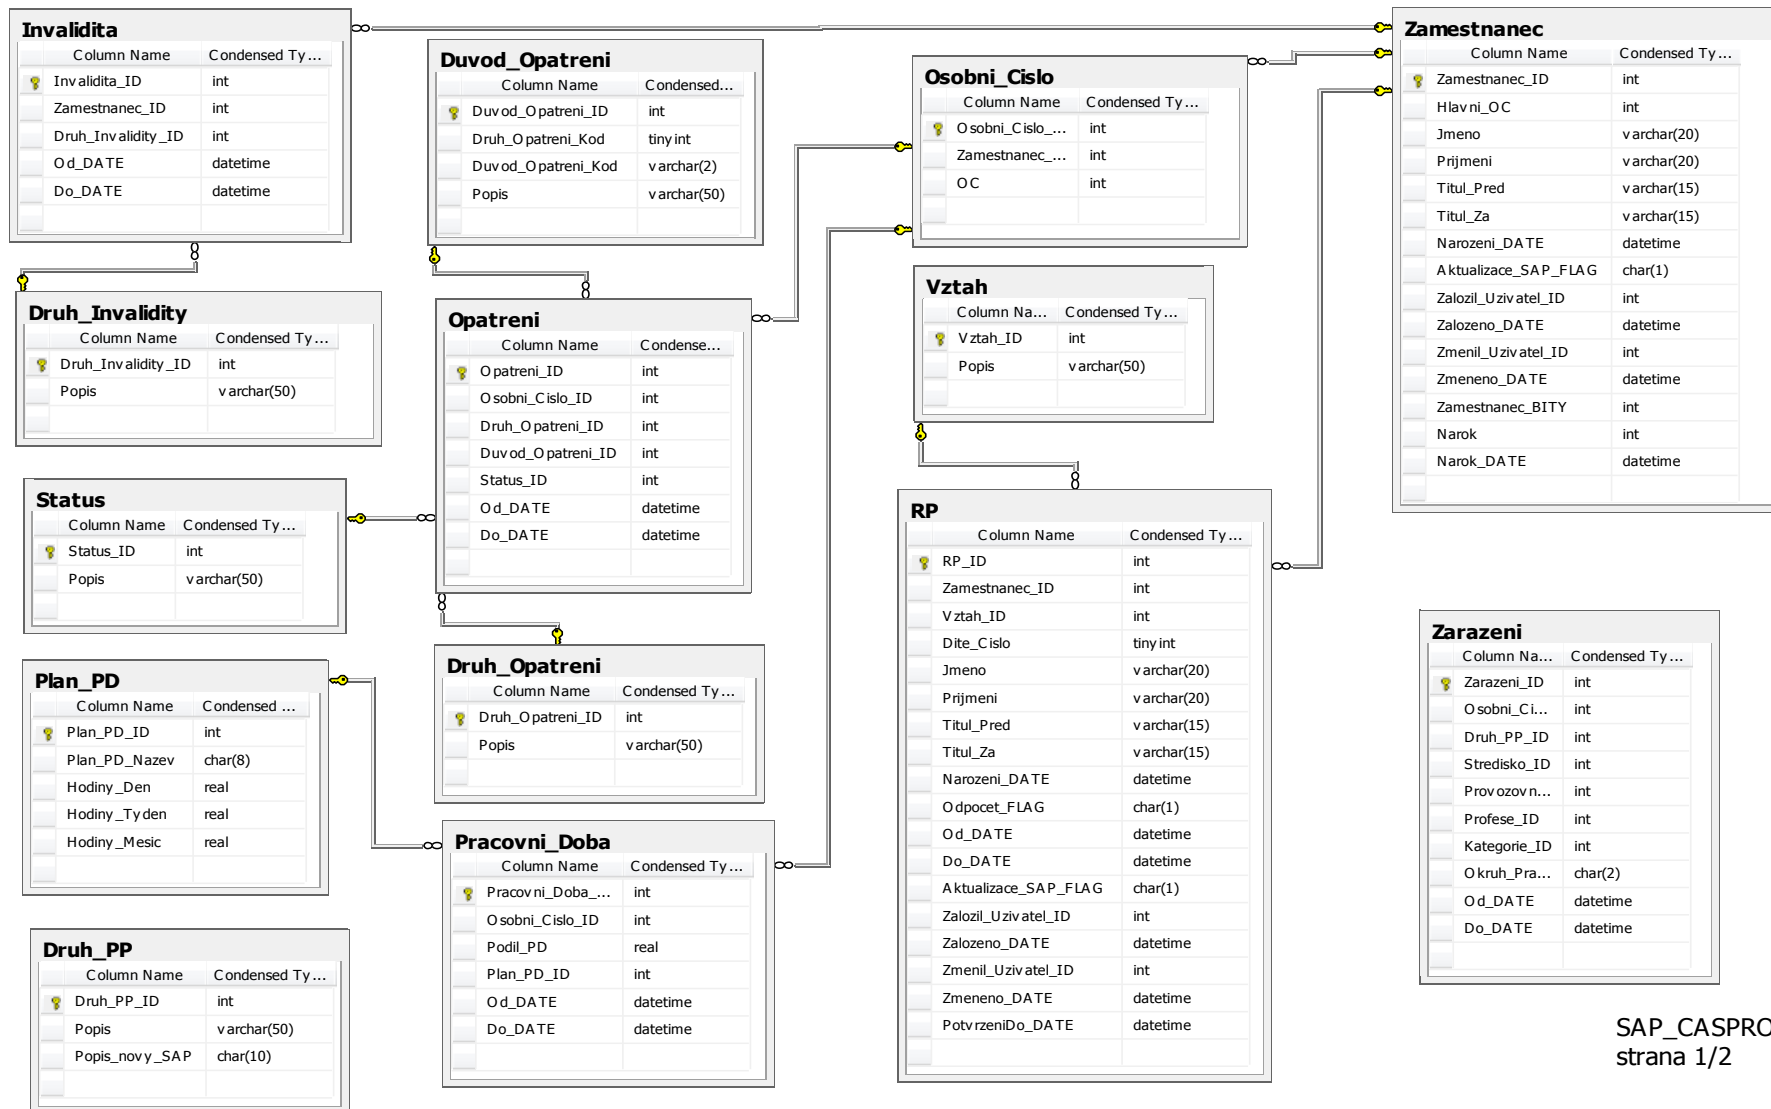 Invalidita
Column Name Condensed Ty...
Invalidita_ID int
Zamestnanec_ID int
Druh_Invalidity_ID int
Od_DATE datetime
Do_DATE datetime
Druh_Invalidity
Column Name Condensed Ty...
Druh_Invalidity_ID int
Popis varchar(50)
Status
Column Name Condensed Ty...
Status_ID int
Popis varchar(50)
Plan_PD
Column Name Condensed ...
Plan_PD_ID int
Plan_PD_Nazev char(8)
Hodiny_Den real
Hodiny_Tyden real
Hodiny_Mesic real
Druh_PP
Column Name Condensed Ty...
Druh_PP_ID int
Popis varchar(50)
Popis_novy_SAP char(10)
Duvod_Opatreni
Column Name Condensed...
Duvod_Opatreni_ID int
Druh_Opatreni_Kod tinyint
Duvod_Opatreni_Kod varchar(2)
Popis varchar(50)
Opatreni
Column Name Condense...
Opatreni_ID int
Osobni_Cislo_ID int
Druh_Opatreni_ID int
Duvod_Opatreni_ID int
Status_ID int
Od_DATE datetime
Do_DATE datetime
Druh_Opatreni
Column Name Condensed Ty...
Druh_Opatreni_ID int
Popis varchar(50)
Pracovni_Doba
Column Name Condensed Ty...
Pracovni_Doba_... int
Osobni_Cislo_ID int
Podil_PD real
Plan_PD_ID int
Od_DATE datetime
Do_DATE datetime
Osobni_Cislo
Column Name Condensed Ty...
Osobni_Cislo_... int
Zamestnanec_... int
OC int
Vztah
Column Na... Condensed Ty...
Vztah_ID int
Popis varchar(50)
RP
Column Name Condensed Ty...
RP_ID int
Zamestnanec_ID int
Vztah_ID int
Dite_Cislo tinyint
Jmeno varchar(20)
Prijmeni varchar(20)
Titul_Pred varchar(15)
Titul_Za varchar(15)
Narozeni_DATE datetime
Odpocet_FLAG char(1)
Od_DATE datetime
Do_DATE datetime
Aktualizace_SAP_FLAG char(1)
Zalozil_Uzivatel_ID int
Zalozeno_DATE datetime
Zmenil_Uzivatel_ID int
Zmeneno_DATE datetime
PotvrzeniDo_DATE datetime
Zamestnanec
Column Name Condensed Ty...
Zamestnanec_ID int
Hlavni_OC int
Jmeno varchar(20)
Prijmeni varchar(20)
Titul_Pred varchar(15)
Titul_Za varchar(15)
Narozeni_DATE datetime
Aktualizace_SAP_FLAG char(1)
Zalozil_Uzivatel_ID int
Zalozeno_DATE datetime
Zmenil_Uzivatel_ID int
Zmeneno_DATE datetime
Zamestnanec_BITY int
Narok int
Narok_DATE datetime
Zarazeni
Column Na... Condensed Ty...
Zarazeni_ID int
Osobni_Ci... int
Druh_PP_ID int
Stredisko_ID int
Provozovn... int
Profese_ID int
Kategorie_ID int
Okruh_Pra... char(2)
Od_DATE datetime
Do_DATE datetime
SAP_CASPRO
strana 1/2